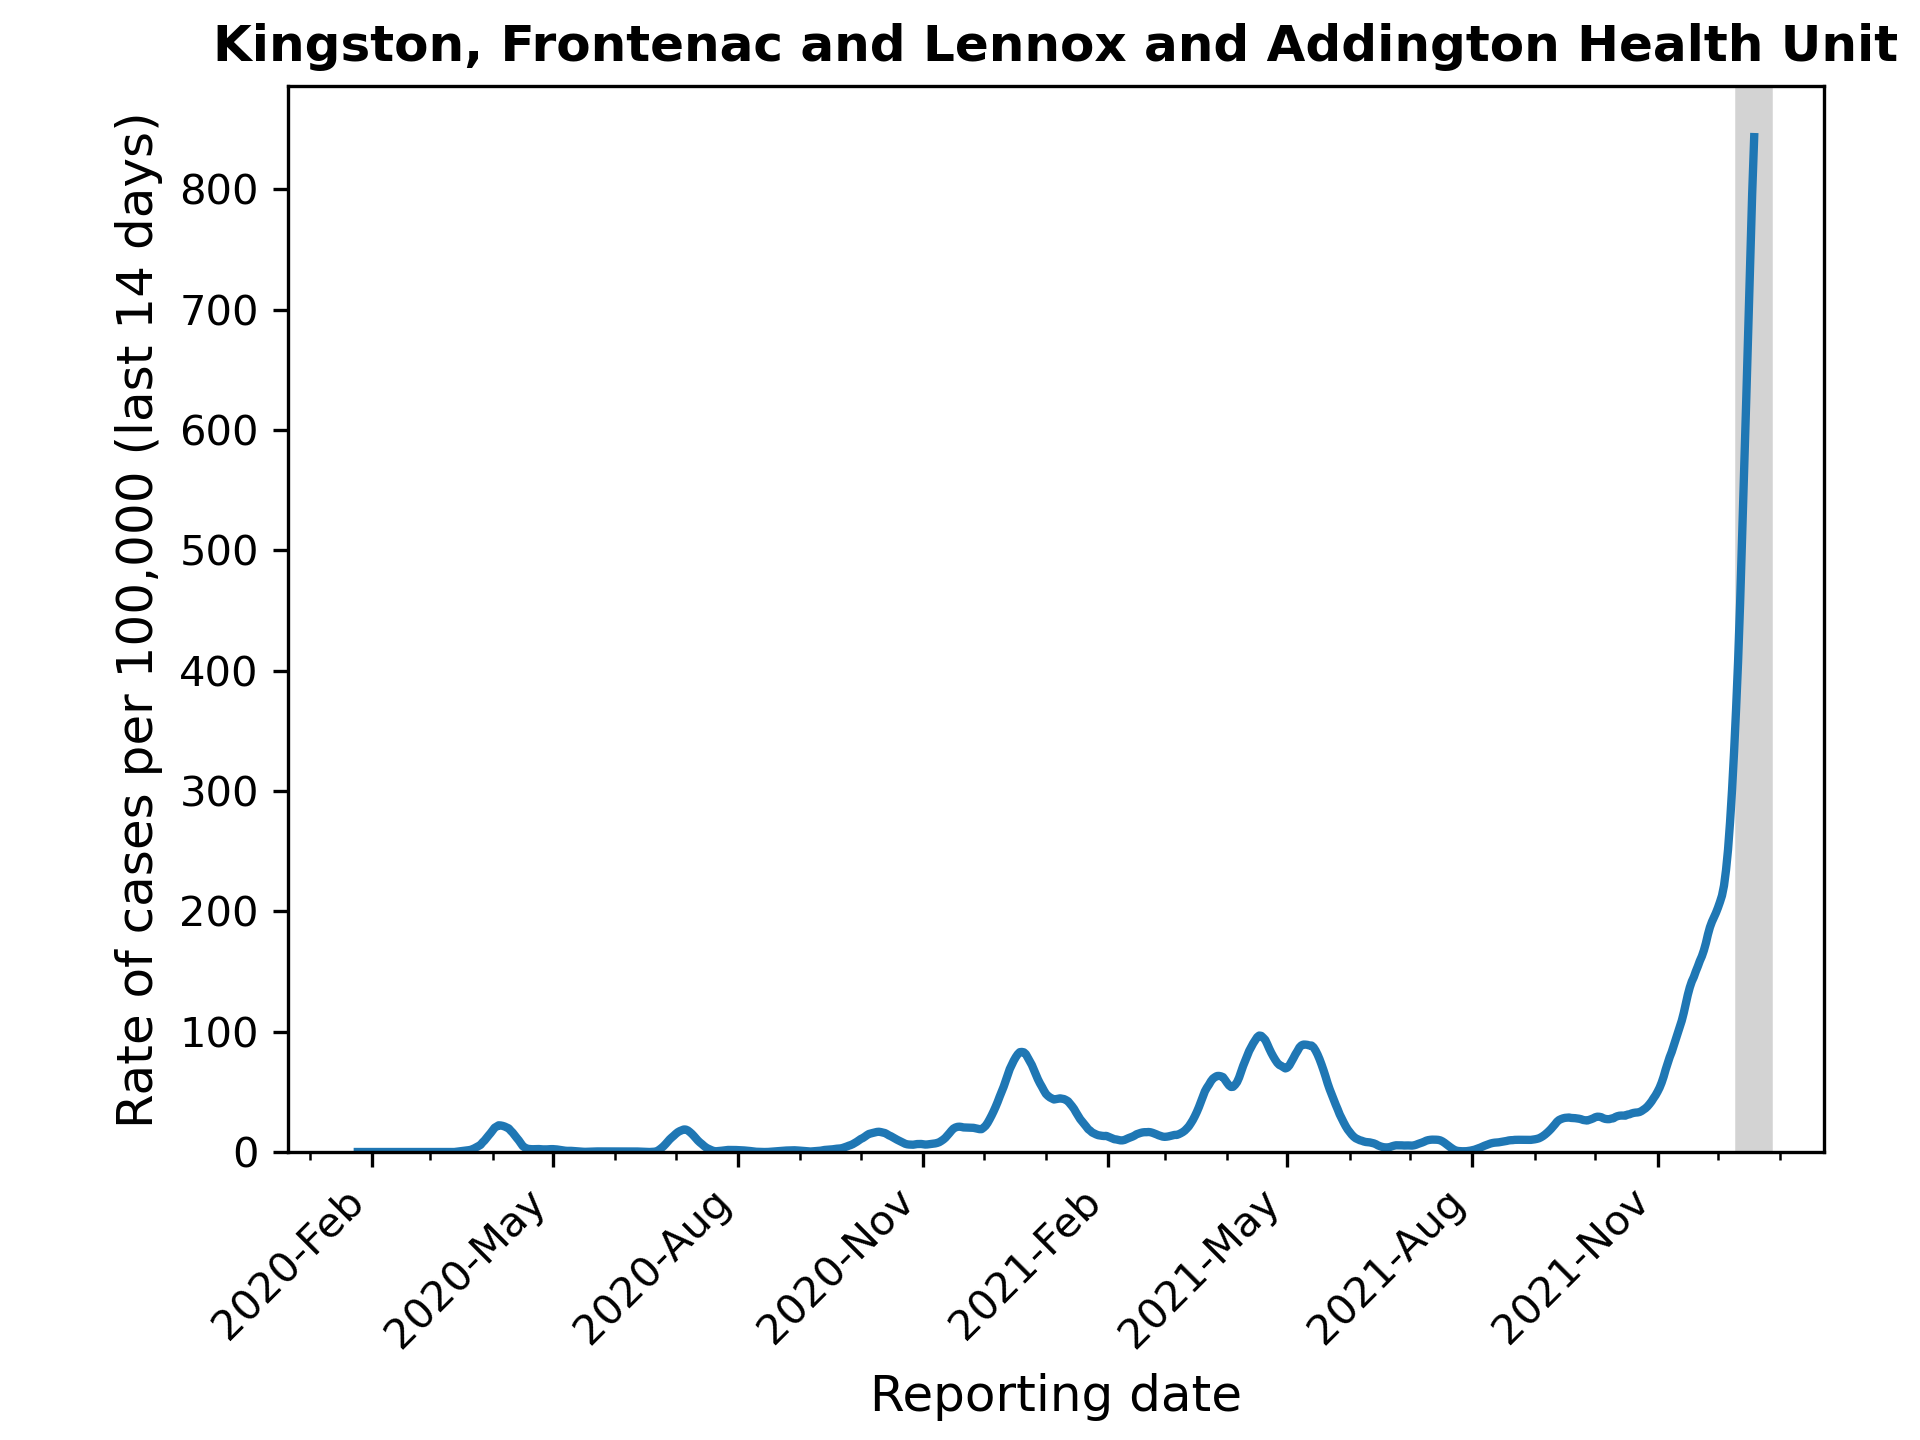 Kingston, Frontenac and Lennox and Addington Health Unit
Rate of cases per 100,000 (last 14 days)
800
700
600
500
400
300
200
100
0
2020-Feb
2020-May
2020-Aug
2020-Nov
2021-Feb
2021-May
2021-Aug
2021-Nov
Reporting date